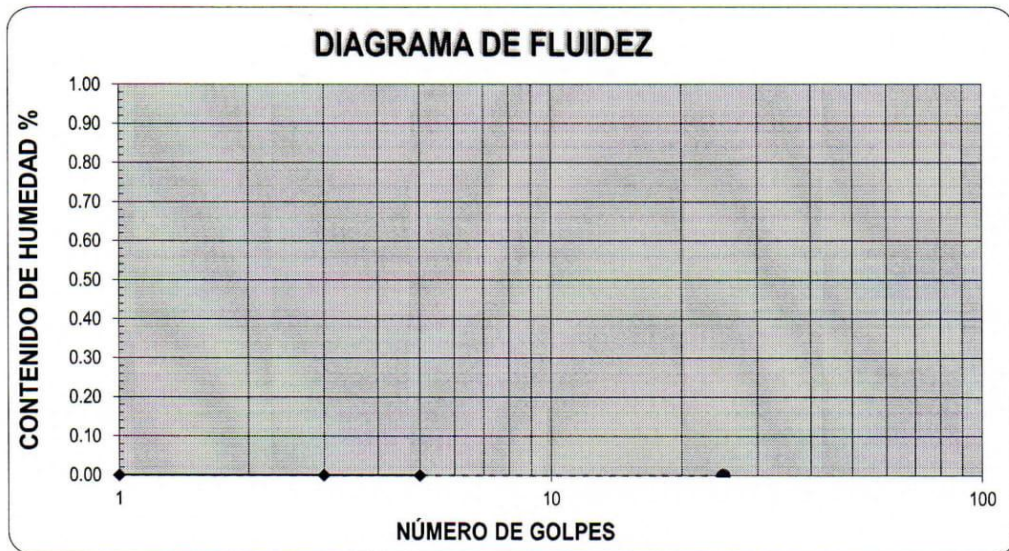 DIAGRAMA DE FLUIDEZ
CONTENIDO DE HUMEDAD %
1.00
0.90
0.80
0.70
0.60
0.50
0.40
0.30
0.20
0.10
0.00
1 10 100
NÚMERO DE GOLPES